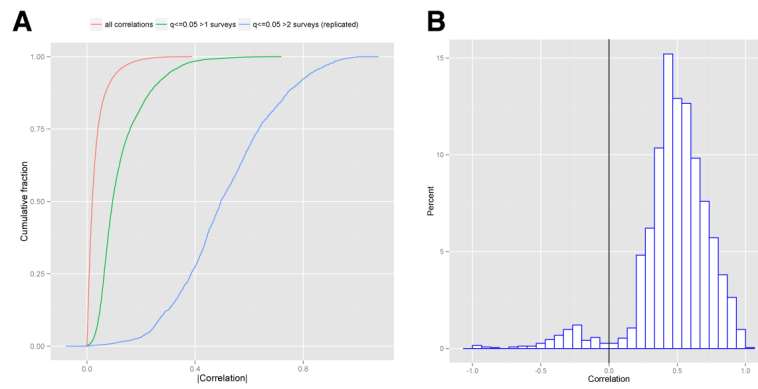 A
all correlations q<=0.05 >1 surveys q<=0.05 >2 surveys (replicated)
1.00
0.75
0.50
0.25
0.00
Cumulative fraction
0.0 0.4 0.8
|Correlation|
B
15
10
5
0
Percent
-1.0 -0.5 0.0 0.5 1.0
Correlation